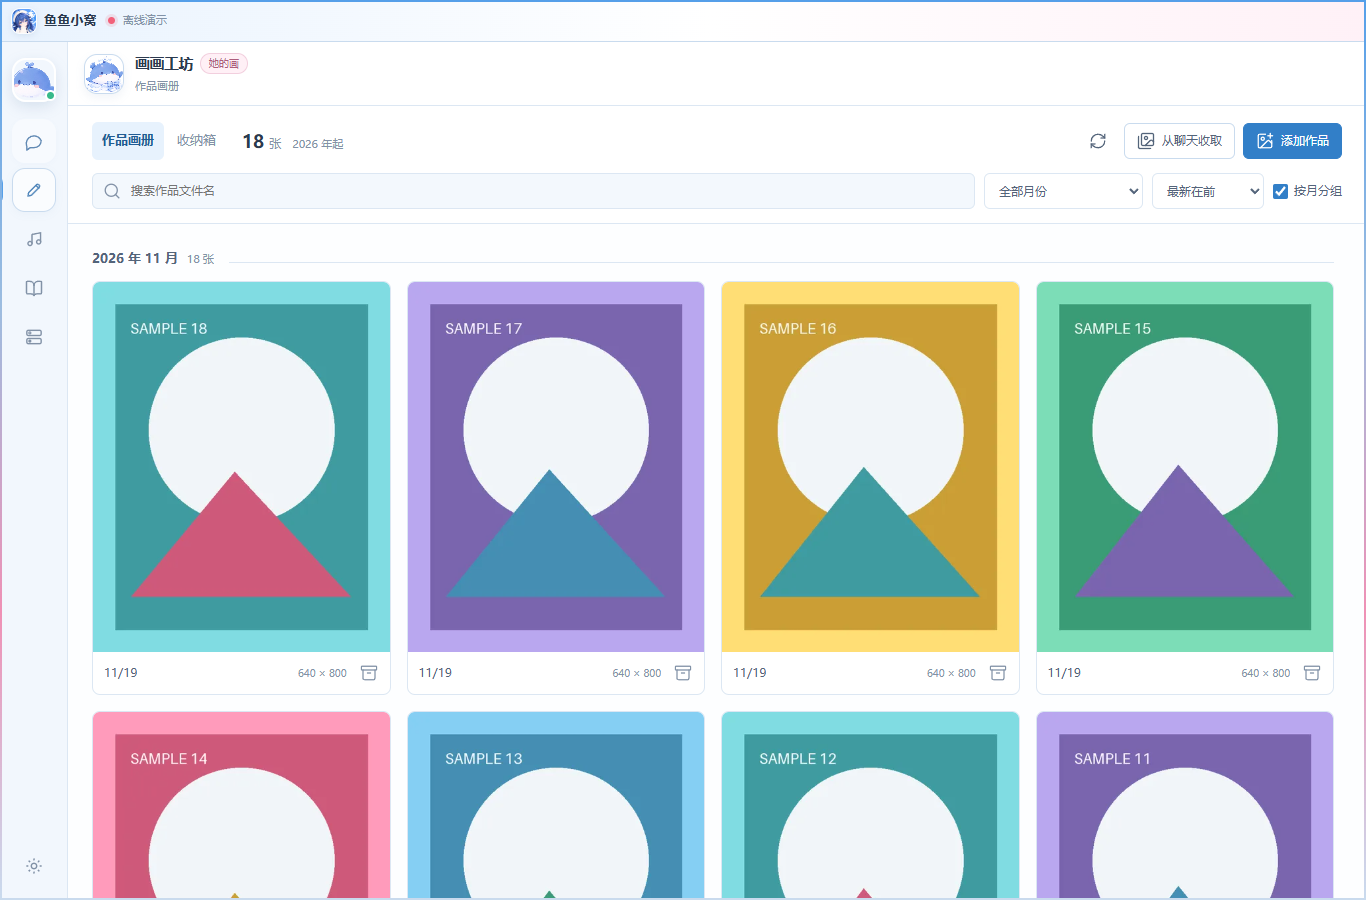 鱼鱼小窝 离线演示
画画工坊 她的画
作品画册
作品画册 收纳箱 18 张 2026 年起 从聊天收取 添加作品
搜索作品文件名 全部月份 最新在前 按月分组
2026 年 11 月 18 张
SAMPLE 18 SAMPLE 17 SAMPLE 16 SAMPLE 15
11/19 640 × 800 11/19 640 × 800 11/19 640 × 800 11/19 640 × 800
SAMPLE 14 SAMPLE 13 SAMPLE 12 SAMPLE 11